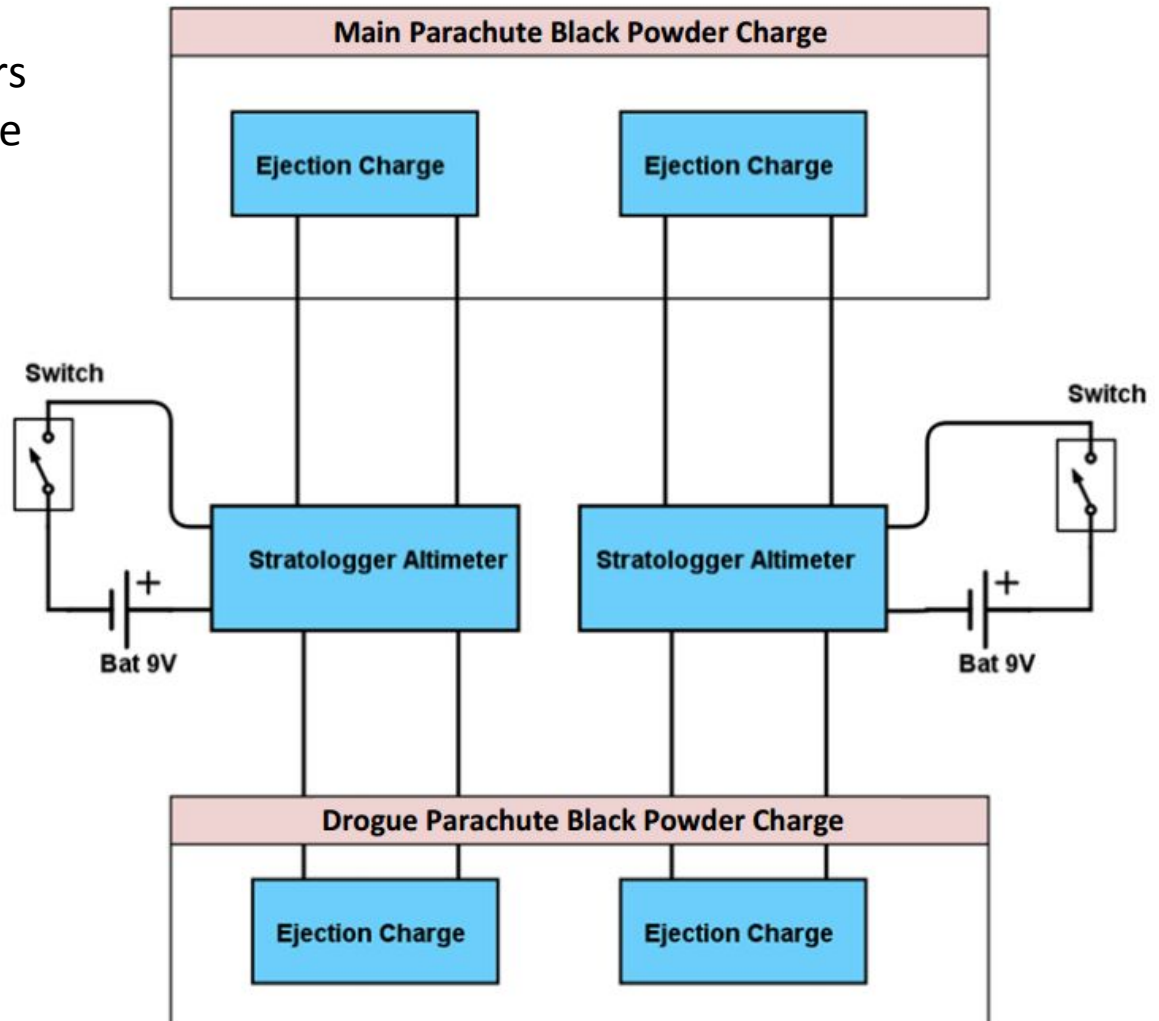 Main Parachute Black Powder Charge
rs
e
Ejection Charge
Ejection Charge
Switch
Switch
Stratologger Altimeter
Stratologger Altimeter
+
Bat 9V
+
Bat 9V
Drogue Parachute Black Powder Charge
Ejection Charge
Ejection Charge